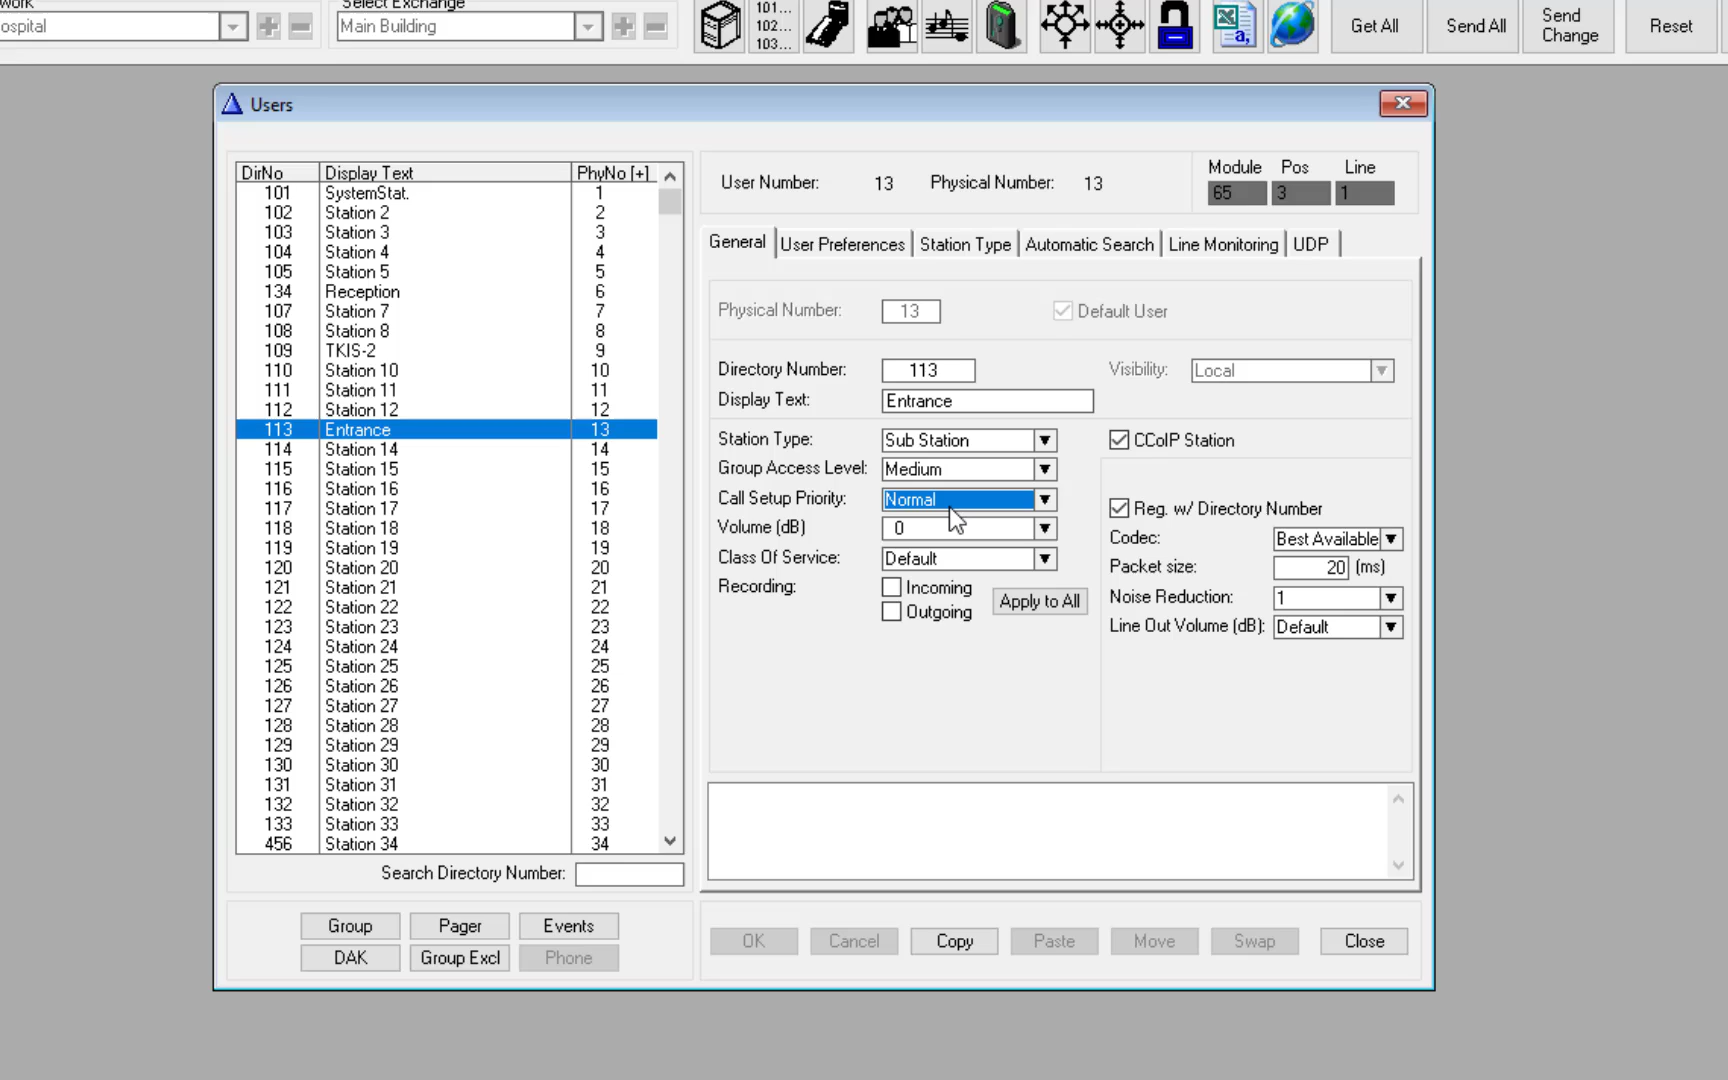 Select Exchange
ospital
Main Building
101...
102...
103...
a,
Get All
Send All
Send
Change
Reset
Users
DirNo Display Text PhyNo [+]
101 SystemStat. 1
102 Station 2 2
103 Station 3 3
104 Station 4 4
105 Station 5 5
134 Reception 6
107 Station 7 7
108 Station 8 8
109 TKIS-2 9
110 Station 10 10
111 Station 11 11
112 Station 12 12
113 Entrance 13
114 Station 14 14
115 Station 15 15
116 Station 16 16
117 Station 17 17
118 Station 18 18
119 Station 19 19
120 Station 20 20
121 Station 21 21
122 Station 22 22
123 Station 23 23
124 Station 24 24
125 Station 25 25
126 Station 26 26
127 Station 27 27
128 Station 28 28
129 Station 29 29
130 Station 30 30
131 Station 31 31
132 Station 32 32
133 Station 33 33
456 Station 34 34
Search Directory Number:
Group Pager Events
DAK Group Excl Phone
User Number: 13 Physical Number: 13
Module Pos Line
65 3 1
General User Preferences Station Type Automatic Search Line Monitoring UDP
Physical Number: 13 Default User
Directory Number: 113 Visibility: Local
Display Text: Entrance
Station Type: Sub Station CCoIP Station
Group Access Level: Medium
Call Setup Priority: Normal Reg. w/ Directory Number
Volume (dB) 0 Codec: Best Available
Class Of Service: Default Packet size: 20 (ms)
Recording: Incoming Apply to All Noise Reduction: 1
Outgoing Line Out Volume (dB): Default
OK Cancel Copy Paste Move Swap Close